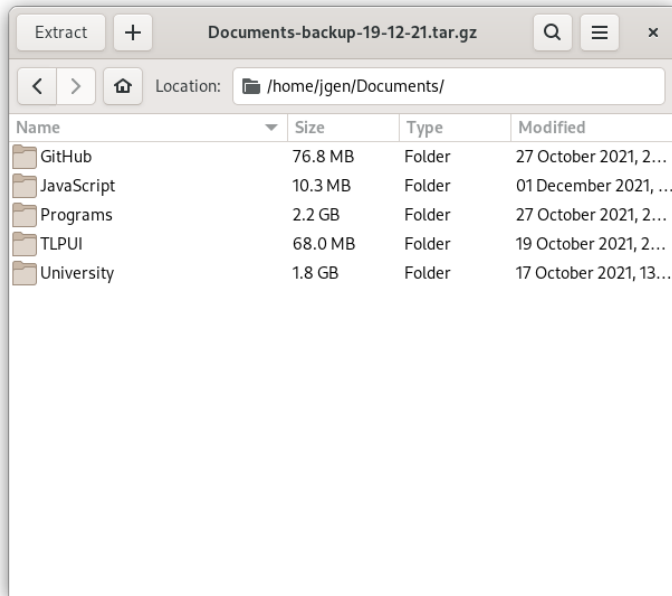 Extract + Documents-backup-19-12-21.tar.gz ×
Location: /home/jgen/Documents/
Name Size Type Modified
GitHub 76.8 MB Folder 27 October 2021, 2...
JavaScript 10.3 MB Folder 01 December 2021, ...
Programs 2.2 GB Folder 27 October 2021, 2...
TLPUI 68.0 MB Folder 19 October 2021, 2...
University 1.8 GB Folder 17 October 2021, 13...